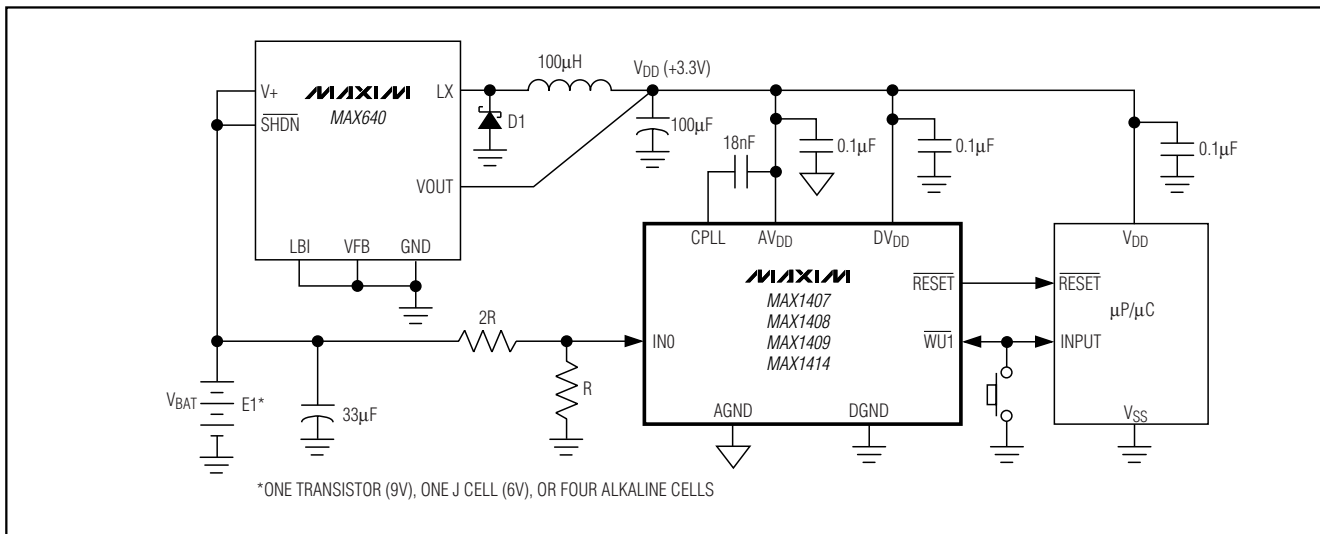 100μH
VDD (+3.3V)
V+
MAXIM
LX
SHDN
MAX640
D1
100μF
18nF
0.1μF
0.1μF
0.1μF
VOUT
LBI
VFB
GND
CPLL
AVDD
DVDD
VDD
MAXIM
RESET
RESET
MAX1407
μP/μC
2R
MAX1408
IN0
MAX1409
WU1
INPUT
MAX1414
R
VBAT
E1*
33μF
AGND
DGND
VSS
*ONE TRANSISTOR (9V), ONE J CELL (6V), OR FOUR ALKALINE CELLS